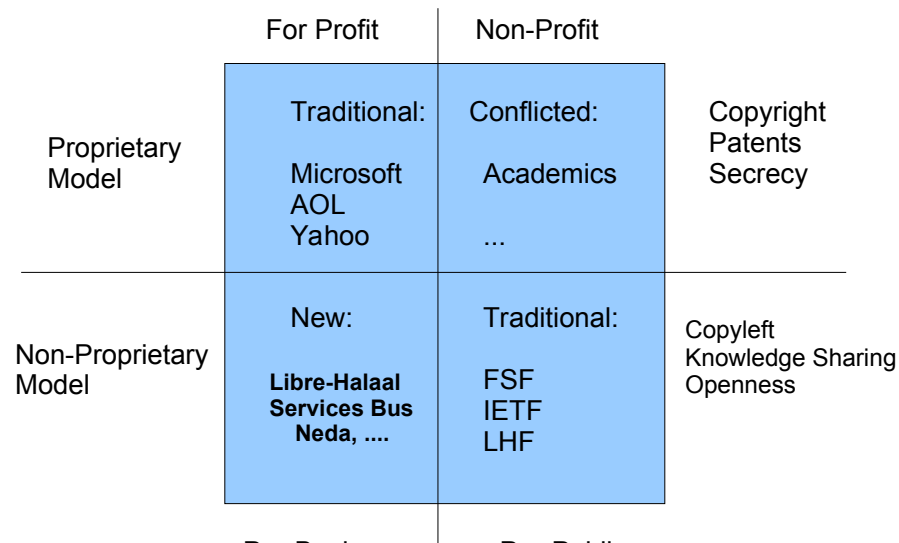 For Profit
Non-Profit
Proprietary
Model
Traditional:
Microsoft
AOL
Yahoo
Conflicted:
Academics
...
Copyright
Patents
Secrecy
Non-Proprietary
Model
New:
Libre-Halaal
Services Bus
Neda, ....
Traditional:
FSF
IETF
LHF
Copyleft
Knowledge Sharing
Openness